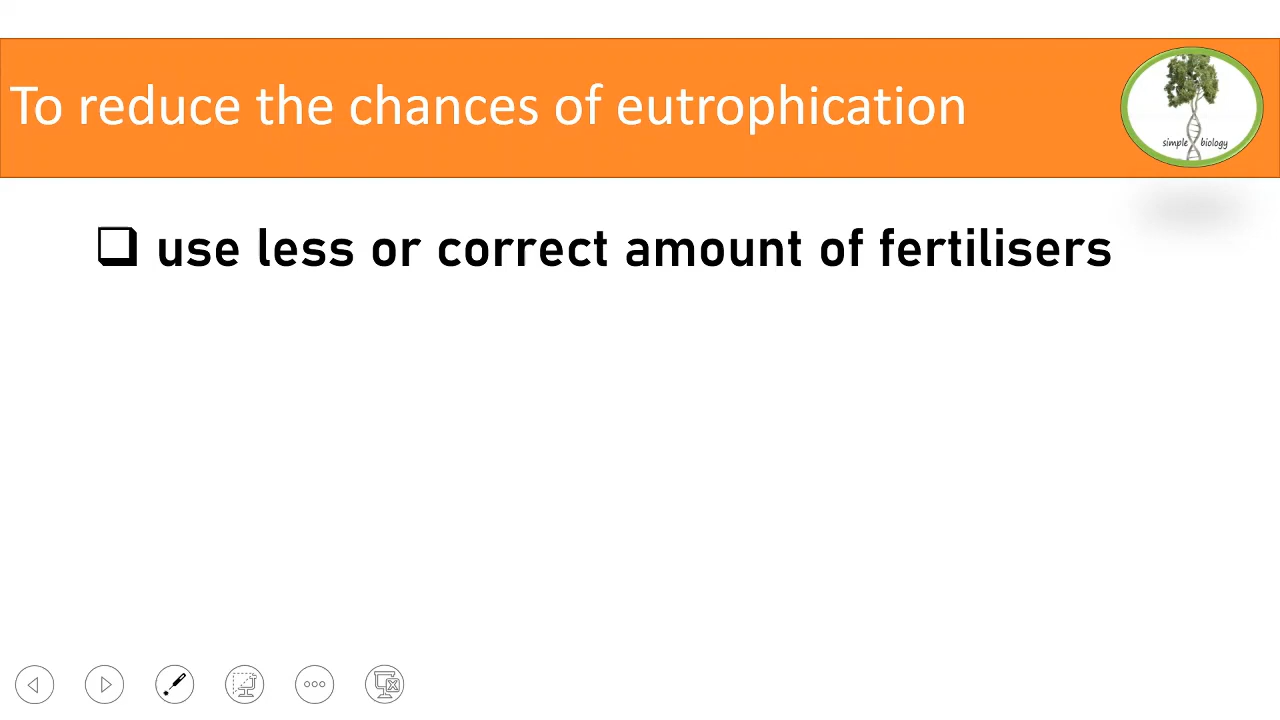 To reduce the chances of eutrophication
simple biology
use less or correct amount of fertilisers